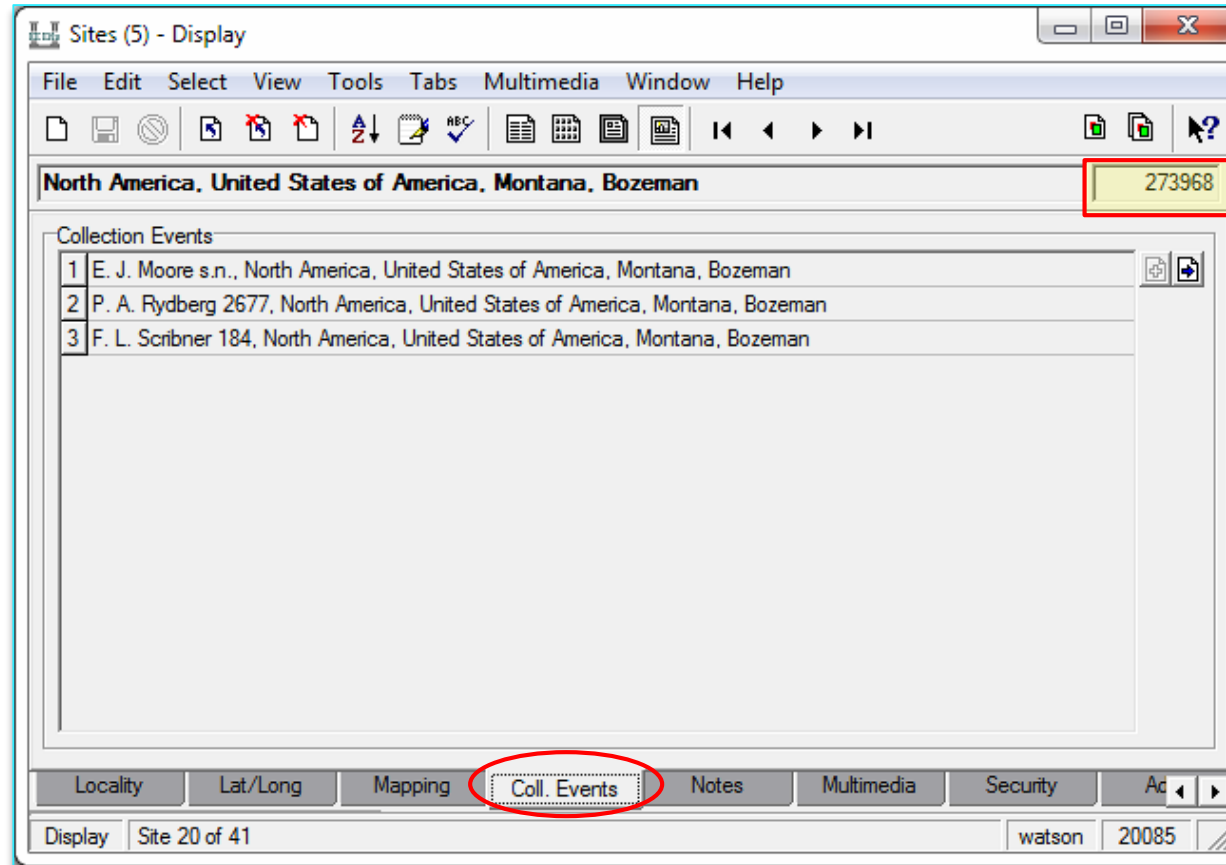 Sites (5) - Display
File Edit Select View Tools Tabs Multimedia Window Help
North America, United States of America, Montana, Bozeman 273968
Collection Events
1 E. J. Moore s.n., North America, United States of America, Montana, Bozeman
2 P. A. Rydberg 2677, North America, United States of America, Montana, Bozeman
3 F. L. Scribner 184, North America, United States of America, Montana, Bozeman
Locality Lat/Long Mapping Coll. Events Notes Multimedia Security Ad
Display Site 20 of 41 watson 20085